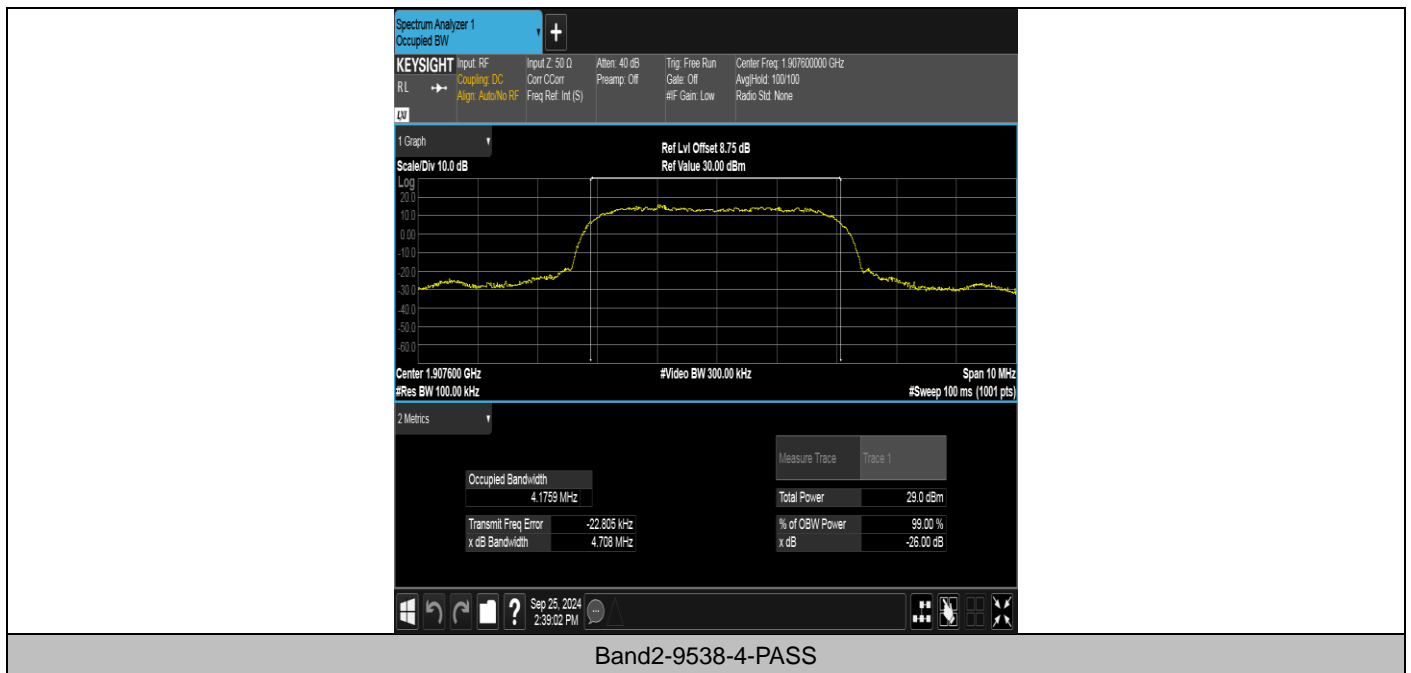 Spectrum Analyzer 1
Occupied BW
+
KEYSIGHT
RL
LXI
Input: RF
Coupling: DC
Align: Auto/No RF
Input Z: 50 Ω
Corr CCorr
Freq Ref: Int (S)
Atten: 40 dB
Preamp: Off
Trig: Free Run
Gate: Off
#IF Gain: Low
Center Freq: 1.907600000 GHz
Avg|Hold: 100/100
Radio Std: None
1 Graph
Ref Lvl Offset 8.75 dB
Scale/Div 10.0 dB
Ref Value 30.00 dBm
Log
20.0
10.0
0.00
-10.0
-20.0
-30.0
-40.0
-50.0
-60.0
Center 1.907600 GHz
#Video BW 300.00 kHz
Span 10 MHz
#Res BW 100.00 kHz
#Sweep 100 ms (1001 pts)
2 Metrics
Measure Trace Trace 1
Occupied Bandwidth
4.1759 MHz
Total Power 29.0 dBm
Transmit Freq Error -22.805 kHz
% of OBW Power 99.00 %
x dB Bandwidth 4.708 MHz
x dB -26.00 dB
?
Sep 25, 2024
2:39:02 PM
Band2-9538-4-PASS